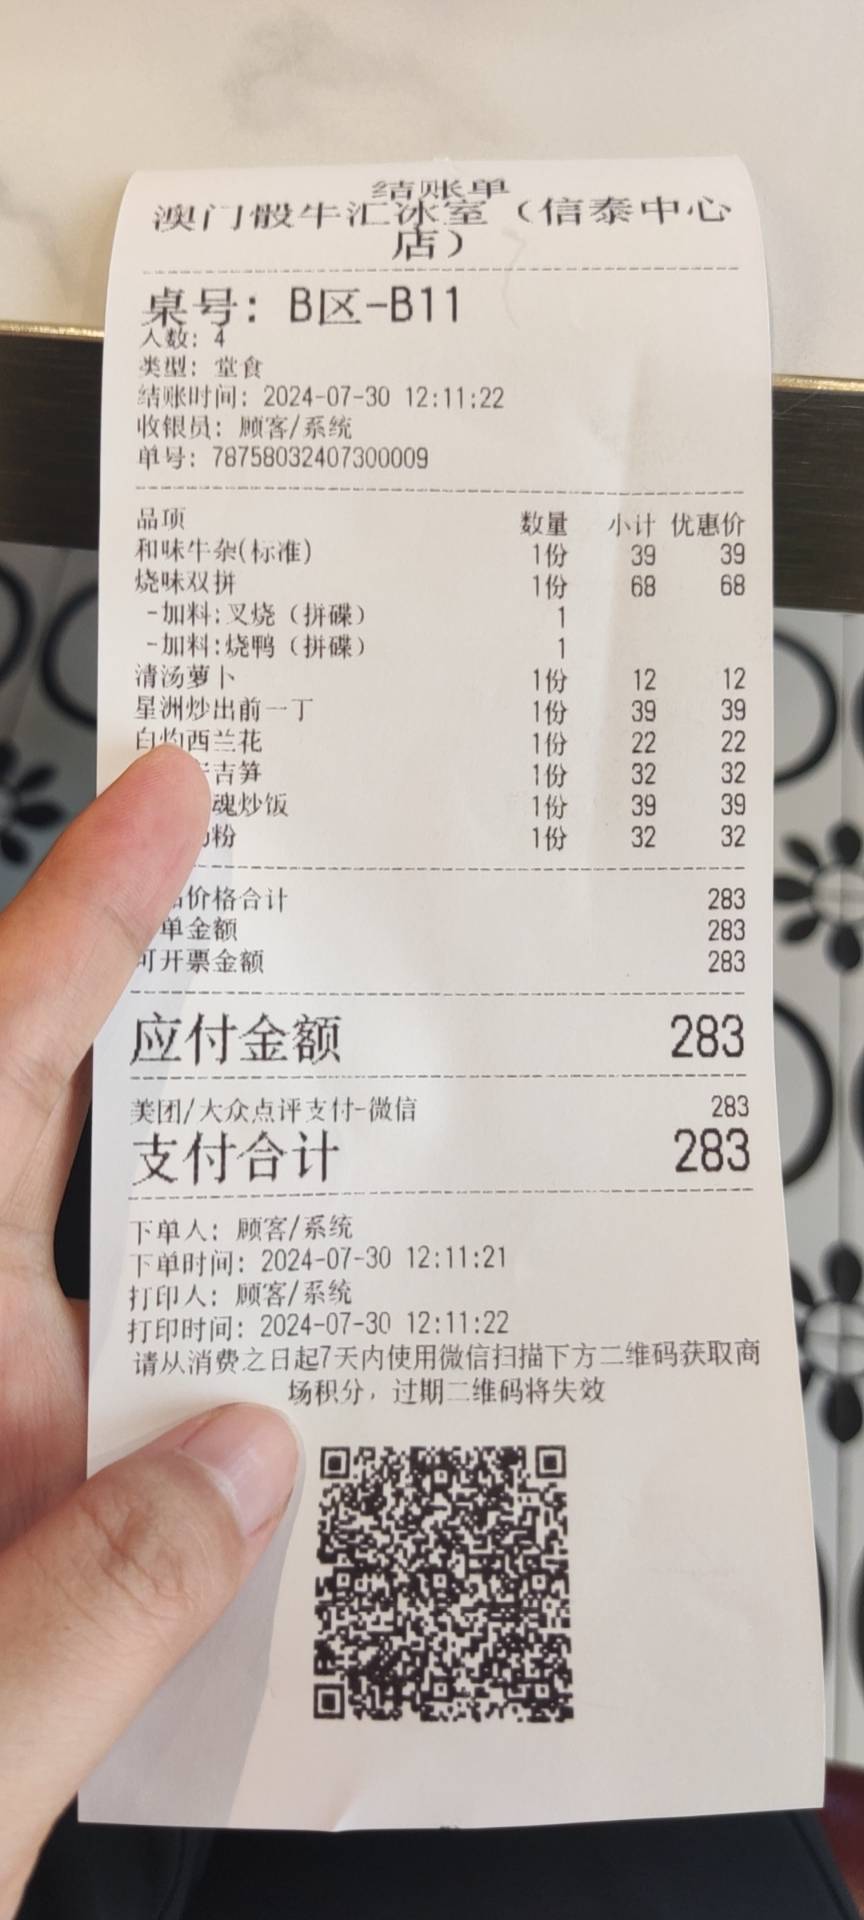 结账单
澳门骰牛汇冰室（信泰中心
店）
桌号: B区-B11
人数: 4
类型: 堂食
结账时间: 2024-07-30 12:11:22
收银员: 顾客/系统
单号: 78758032407300009
品项 数量 小计 优惠价
和味牛杂(标准) 1份 39 39
烧味双拼 1份 68 68
-加料:叉烧（拼碟） 1
-加料:烧鸭（拼碟） 1
清汤萝卜 1份 12 12
星洲炒出前一丁 1份 39 39
白灼西兰花 1份 22 22
吉笋 1份 32 32
魂炒饭 1份 39 39
粉 1份 32 32
价格合计 283
单金额 283
可开票金额 283
应付金额 283
美团/大众点评支付-微信 283
支付合计 283
下单人: 顾客/系统
下单时间: 2024-07-30 12:11:21
打印人: 顾客/系统
打印时间: 2024-07-30 12:11:22
请从消费之日起7天内使用微信扫描下方二维码获取商
场积分，过期二维码将失效